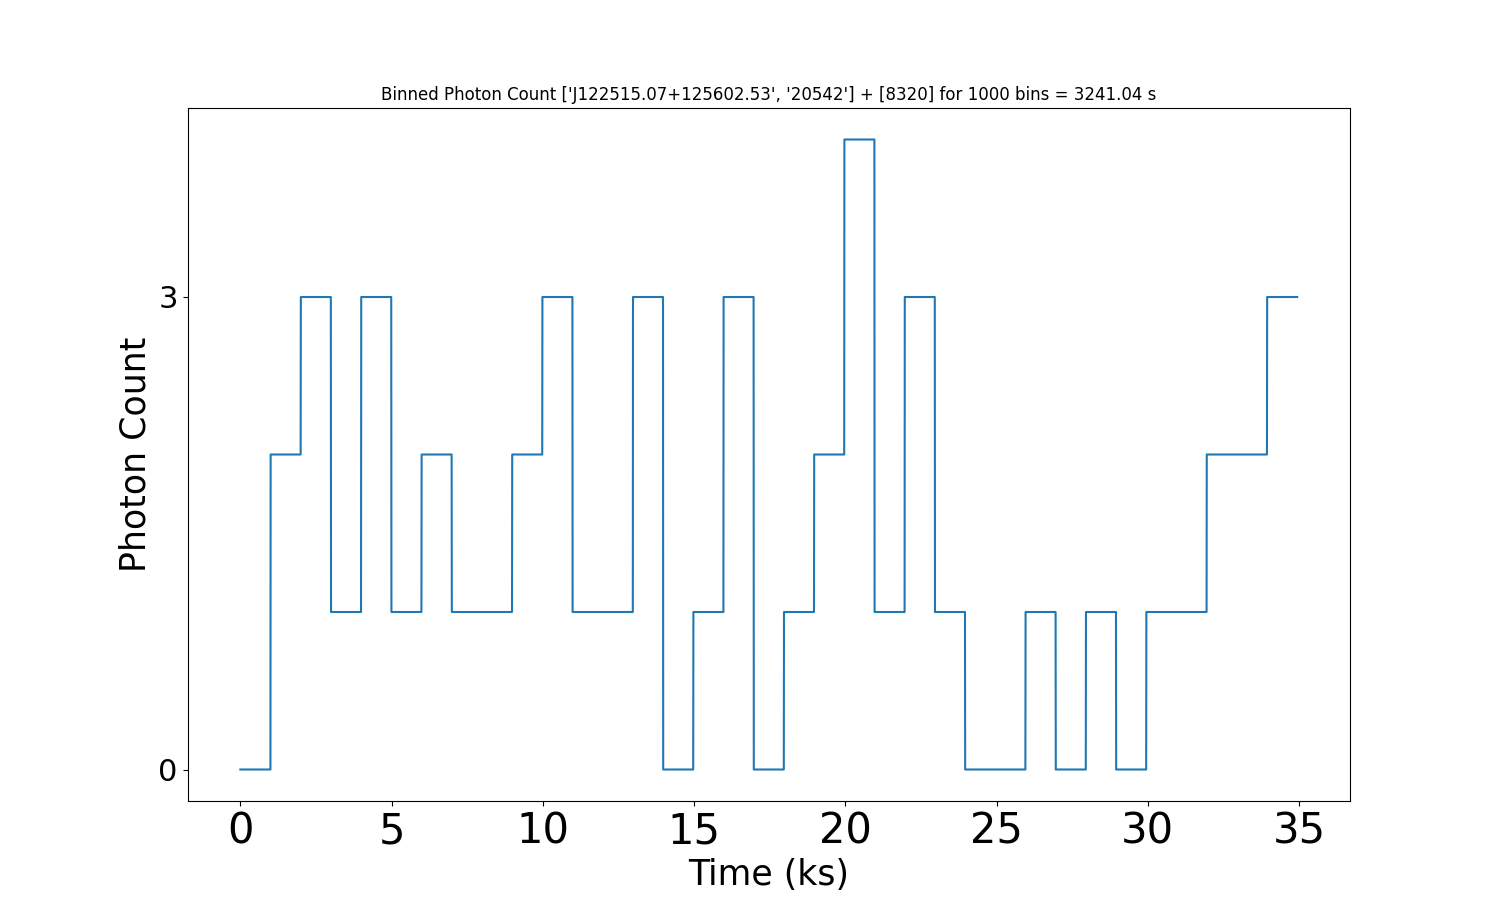 Binned Photon Count ['J122515.07+125602.53', '20542'] + [8320] for 1000 bins = 3241.04 s
Photon Count
3
0
0 5 10 15 20 25 30 35
Time (ks)